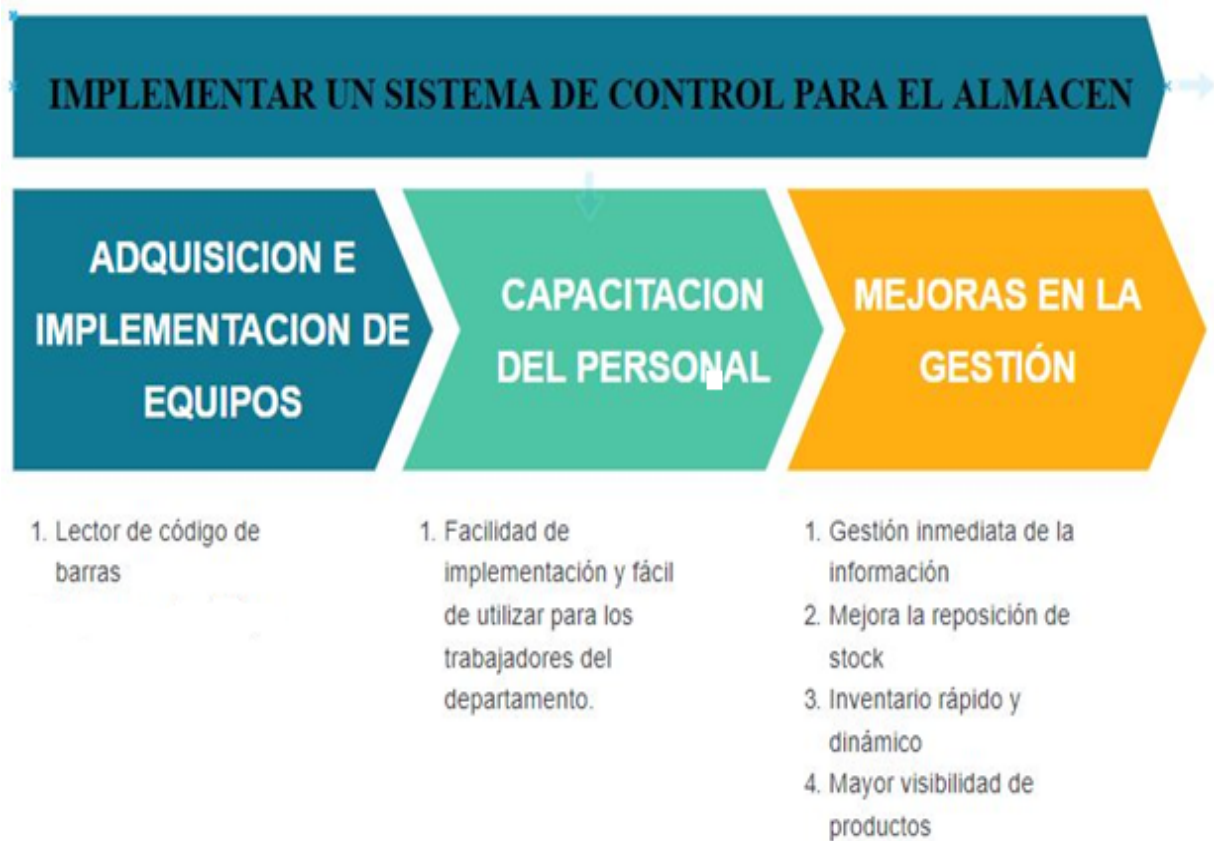 IMPLEMENTAR UN SISTEMA DE CONTROL PARA EL ALMACEN
ADQUISICION E
IMPLEMENTACION DE
EQUIPOS
CAPACITACION
DEL PERSONAL
MEJORAS EN LA
GESTIÓN
1. Lector de código de
barras
1. Facilidad de
implementación y fácil
de utilizar para los
trabajadores del
departamento.
1. Gestión inmediata de la
información
2. Mejora la reposición de
stock
3. Inventario rápido y
dinámico
4. Mayor visibilidad de
productos